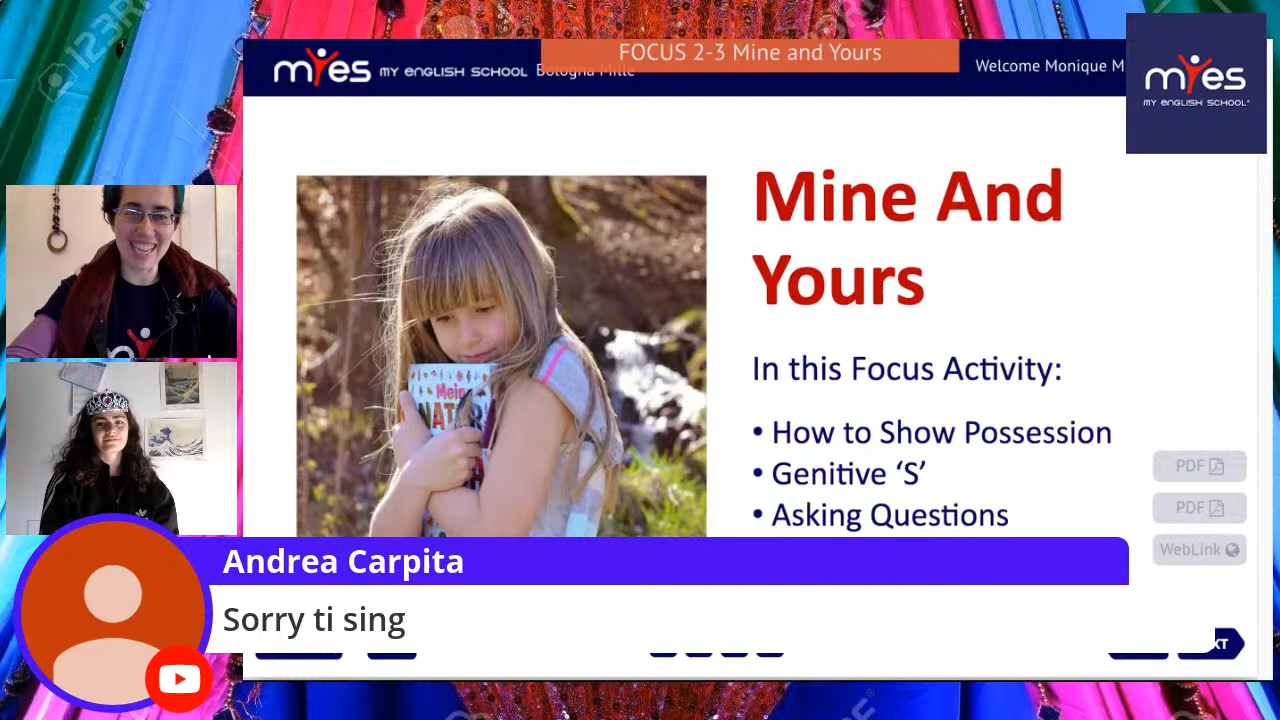 FOCUS 2-3 Mine and Yours
myes MY ENGLISH SCHOOL Bologna Mille
Welcome Monique M
myes
MY ENGLISH SCHOOL
Mine And
Yours
In this Focus Activity:
• How to Show Possession
• Genitive ‘S’
• Asking Questions
Mein
PDF
PDF
WebLink
Andrea Carpita
Sorry ti sing
XT